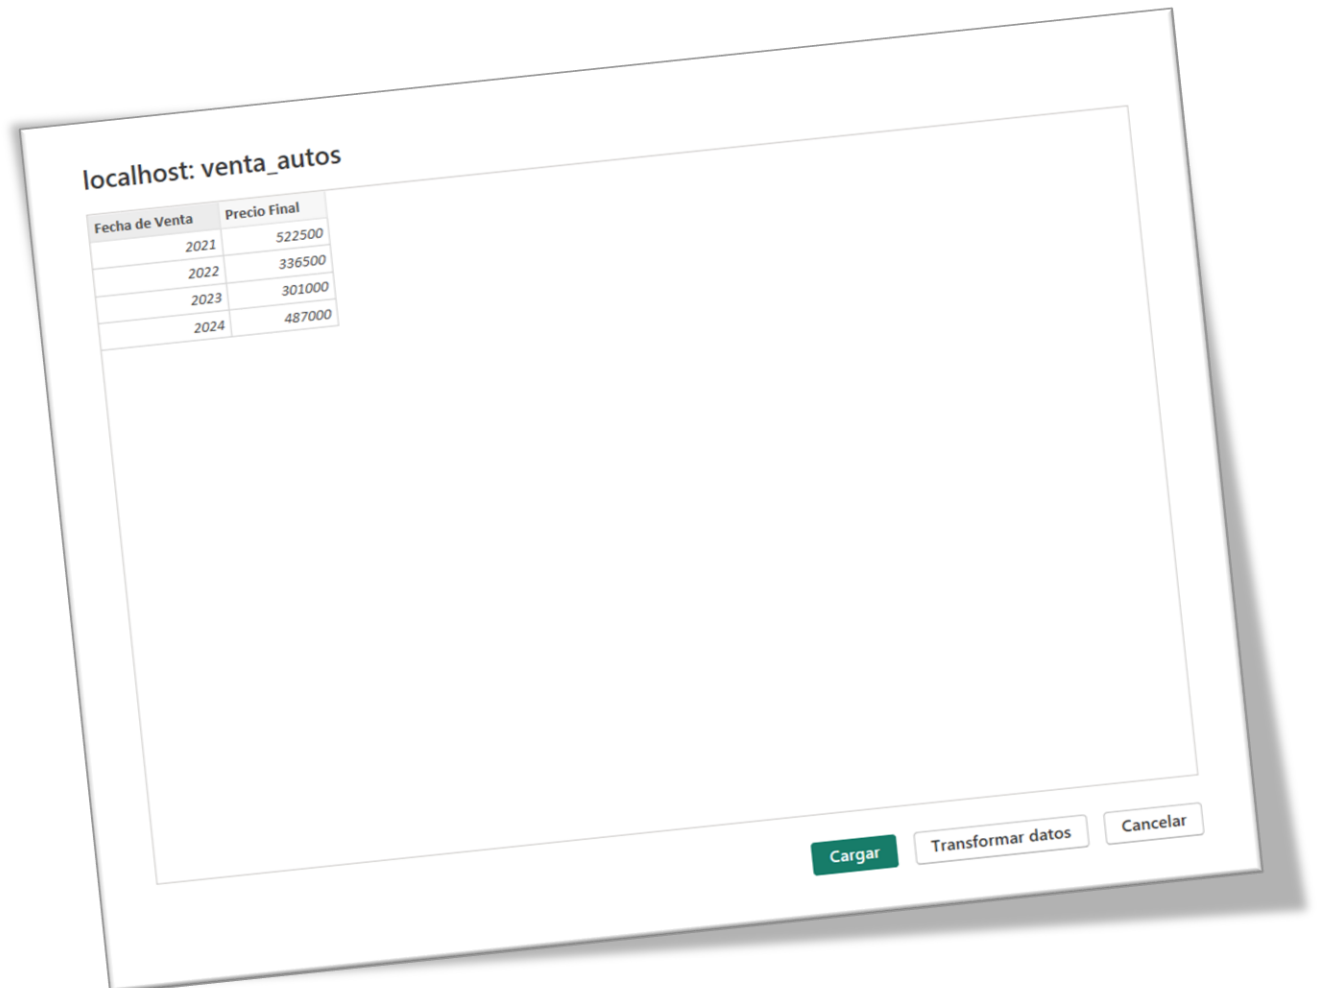 localhost: venta_autos
Fecha de Venta Precio Final
2021 522500
2022 336500
2023 301000
2024 487000
Cargar Transformar datos Cancelar